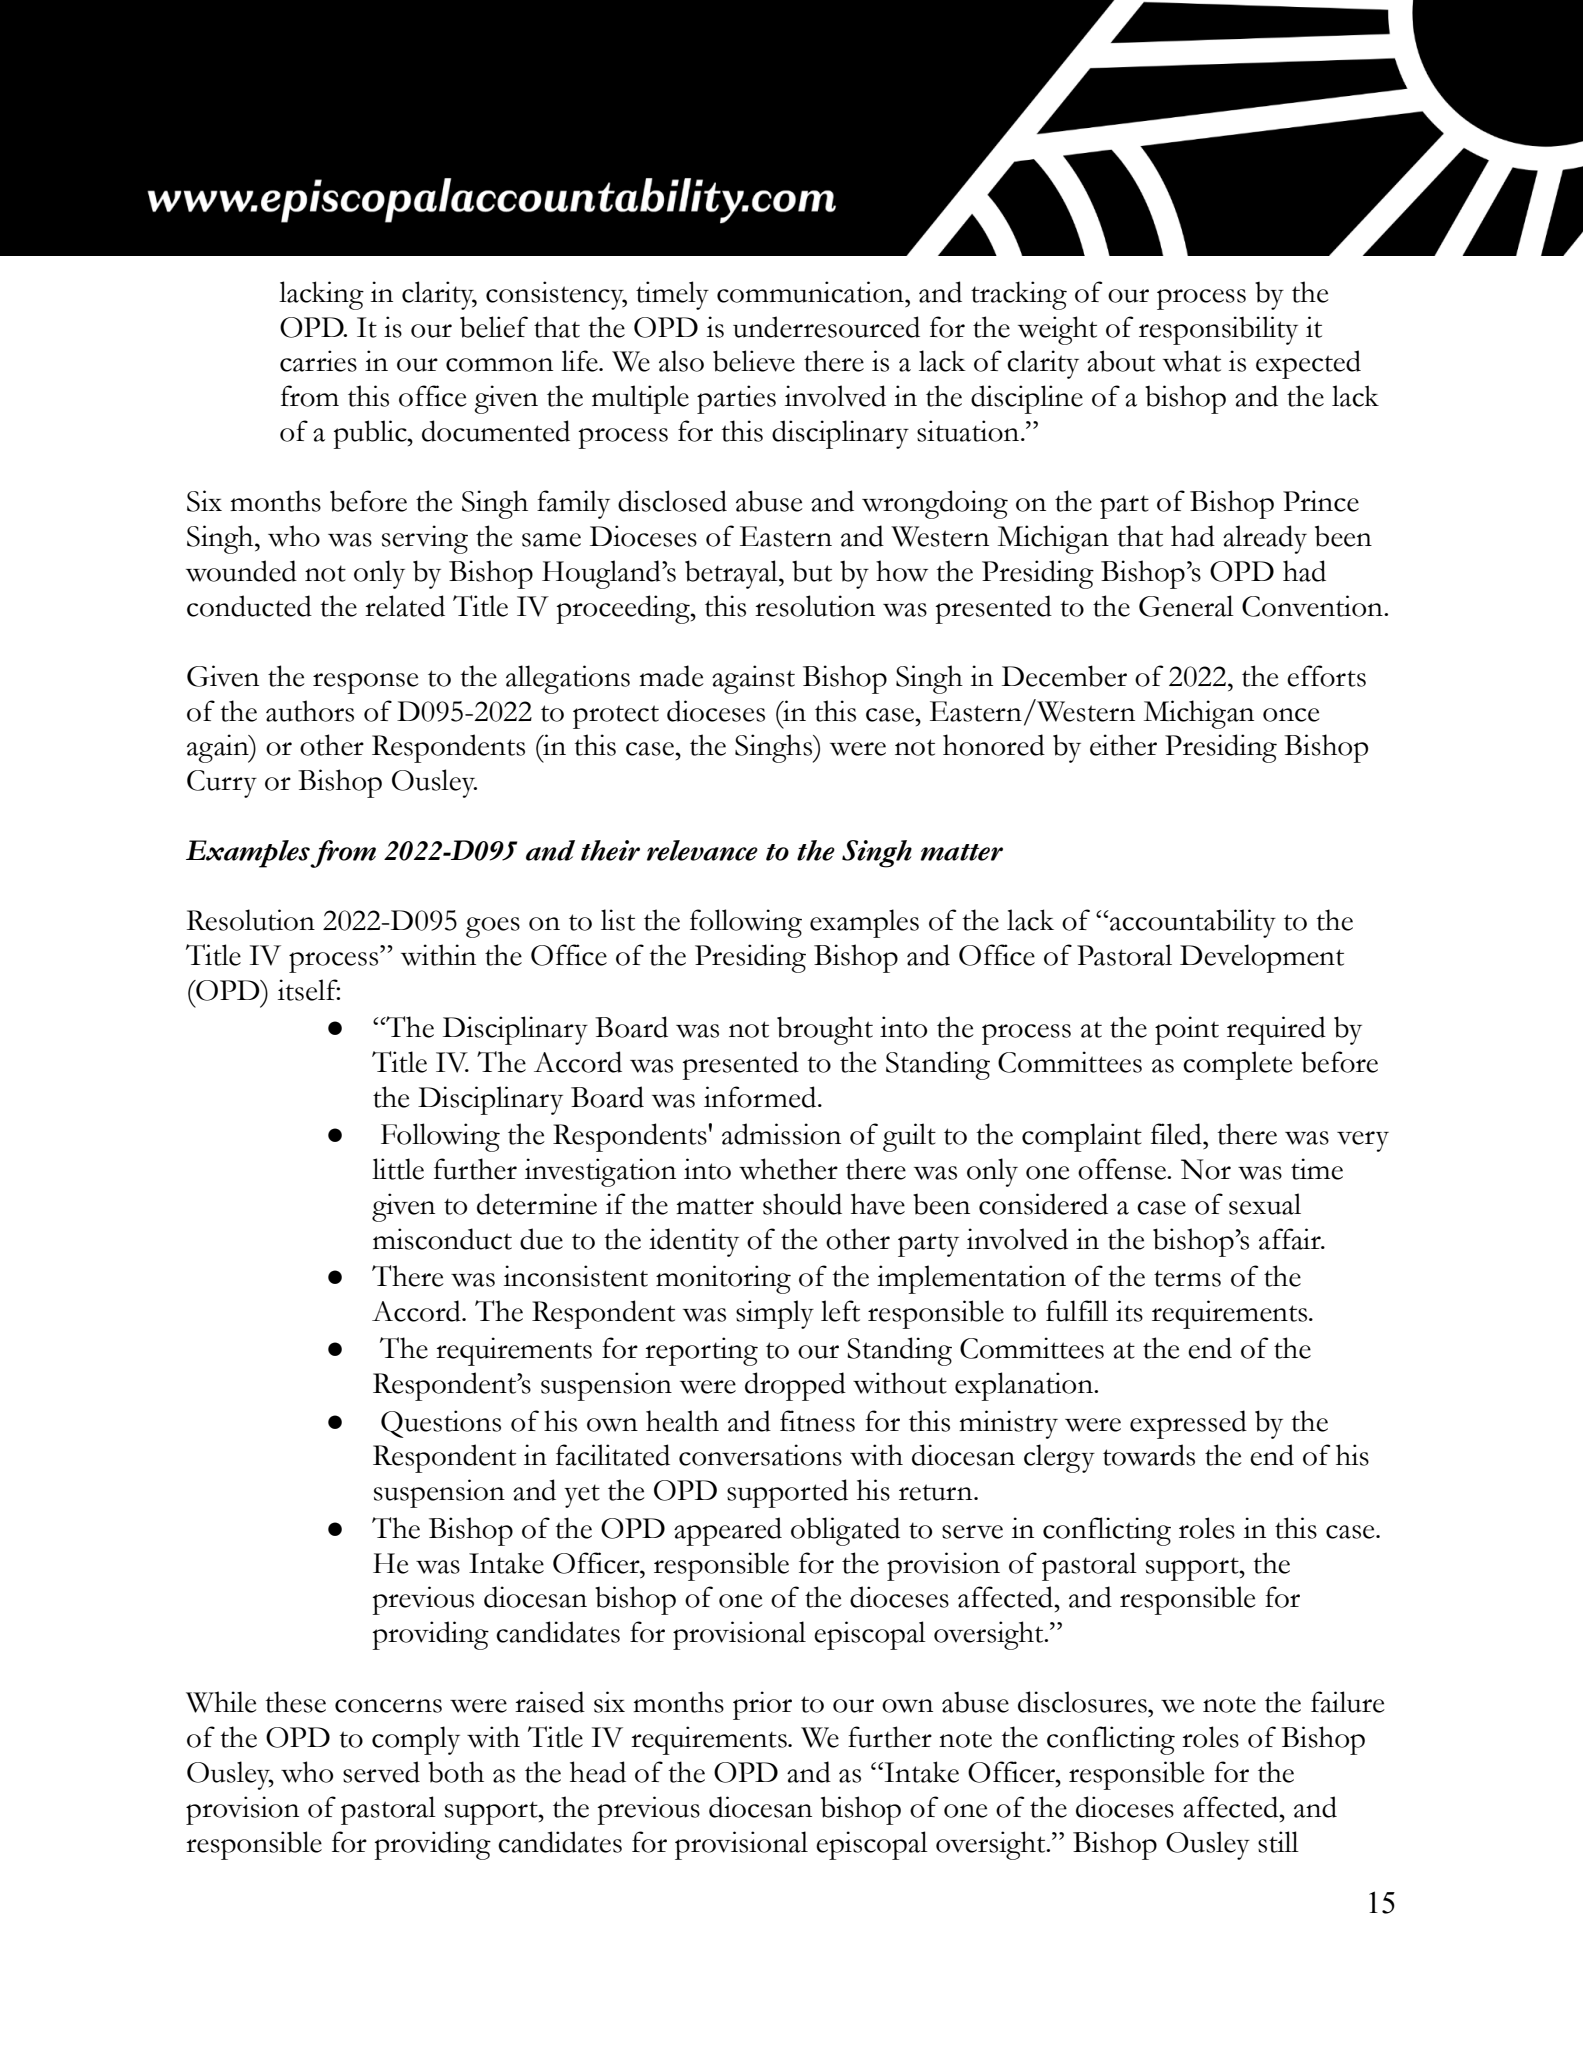 www.episcopalaccountability.com
lacking in clarity, consistency, timely communication, and tracking of our process by the
OPD. It is our belief that the OPD is underresourced for the weight of responsibility it
carries in our common life. We also believe there is a lack of clarity about what is expected
from this office given the multiple parties involved in the discipline of a bishop and the lack
of a public, documented process for this disciplinary situation.”
Six months before the Singh family disclosed abuse and wrongdoing on the part of Bishop Prince
Singh, who was serving the same Dioceses of Eastern and Western Michigan that had already been
wounded not only by Bishop Hougland’s betrayal, but by how the Presiding Bishop’s OPD had
conducted the related Title IV proceeding, this resolution was presented to the General Convention.
Given the response to the allegations made against Bishop Singh in December of 2022, the efforts
of the authors of D095-2022 to protect dioceses (in this case, Eastern/Western Michigan once
again) or other Respondents (in this case, the Singhs) were not honored by either Presiding Bishop
Curry or Bishop Ousley.
Examples from 2022-D095 and their relevance to the Singh matter
Resolution 2022-D095 goes on to list the following examples of the lack of “accountability to the
Title IV process” within the Office of the Presiding Bishop and Office of Pastoral Development
(OPD) itself:
● “The Disciplinary Board was not brought into the process at the point required by
Title IV. The Accord was presented to the Standing Committees as complete before
the Disciplinary Board was informed.
● Following the Respondents' admission of guilt to the complaint filed, there was very
little further investigation into whether there was only one offense. Nor was time
given to determine if the matter should have been considered a case of sexual
misconduct due to the identity of the other party involved in the bishop’s affair.
● There was inconsistent monitoring of the implementation of the terms of the
Accord. The Respondent was simply left responsible to fulfill its requirements.
● The requirements for reporting to our Standing Committees at the end of the
Respondent’s suspension were dropped without explanation.
● Questions of his own health and fitness for this ministry were expressed by the
Respondent in facilitated conversations with diocesan clergy towards the end of his
suspension and yet the OPD supported his return.
● The Bishop of the OPD appeared obligated to serve in conflicting roles in this case.
He was Intake Officer, responsible for the provision of pastoral support, the
previous diocesan bishop of one of the dioceses affected, and responsible for
providing candidates for provisional episcopal oversight.”
While these concerns were raised six months prior to our own abuse disclosures, we note the failure
of the OPD to comply with Title IV requirements. We further note the conflicting roles of Bishop
Ousley, who served both as the head of the OPD and as “Intake Officer, responsible for the
provision of pastoral support, the previous diocesan bishop of one of the dioceses affected, and
responsible for providing candidates for provisional episcopal oversight.” Bishop Ousley still
15